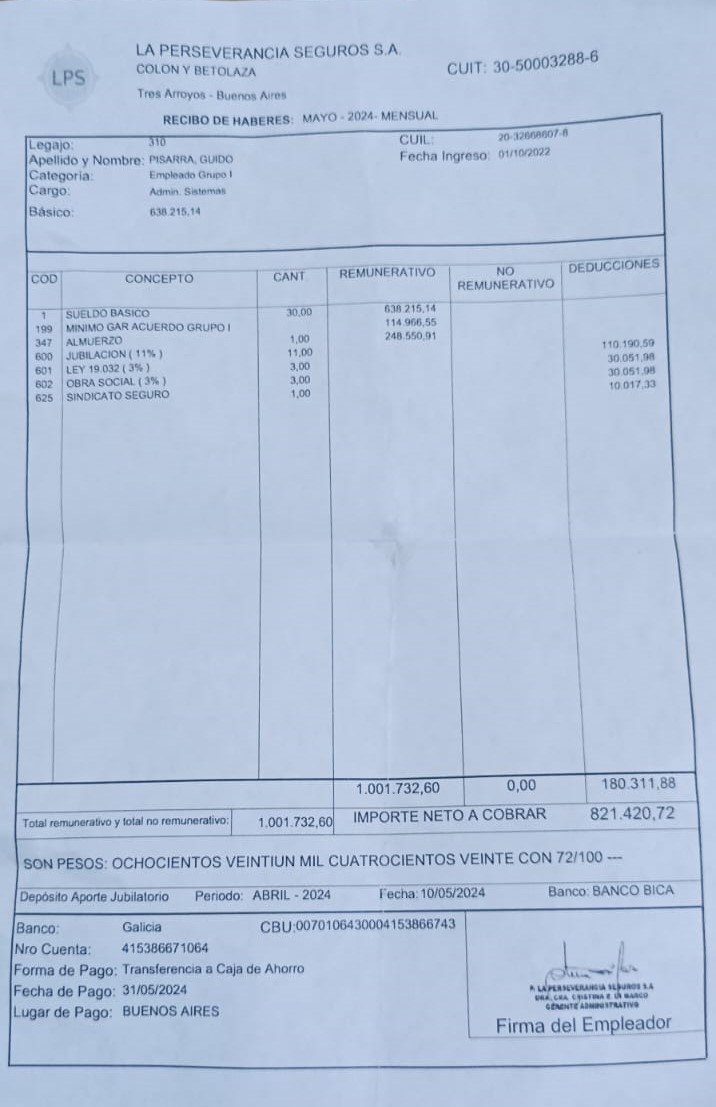 LPS
LA PERSEVERANCIA SEGUROS S.A.
COLON Y BETOLAZA
Tres Arroyos - Buenos Aires
CUIT: 30-50003288-6
RECIBO DE HABERES: MAYO - 2024- MENSUAL
Legajo: 310 CUIL: 20-32668607-8
Apellido y Nombre: PISARRA, GUIDO Fecha Ingreso: 01/10/2022
Categoria: Empleado Grupo I
Cargo: Admin. Sistemas
Básico: 638.215,14
COD CONCEPTO CANT REMUNERATIVO NO REMUNERATIVO DEDUCCIONES
1 SUELDO BASICO 30,00 638.215,14
199 MINIMO GAR ACUERDO GRUPO I 114.966,55
347 ALMUERZO 1,00 248.550,91
600 JUBILACION ( 11% ) 11,00 110.190,59
601 LEY 19.032 ( 3% ) 3,00 30.051,98
602 OBRA SOCIAL ( 3% ) 3,00 30.051,98
625 SINDICATO SEGURO 1,00 10.017,33
1.001.732,60 0,00 180.311,88
Total remunerativo y total no remunerativo: 1.001.732,60 IMPORTE NETO A COBRAR 821.420,72
SON PESOS: OCHOCIENTOS VEINTIUN MIL CUATROCIENTOS VEINTE CON 72/100 ---
Depósito Aporte Jubilatorio Periodo: ABRIL - 2024 Fecha: 10/05/2024 Banco: BANCO BICA
Banco: Galicia CBU:0070106430004153866743
Nro Cuenta: 415386671064
Forma de Pago: Transferencia a Caja de Ahorro
Fecha de Pago: 31/05/2024
Lugar de Pago: BUENOS AIRES
P. LA PERSEVERANCIA SEGUROS S.A.
DRA. CRA. CRISTINA E. DI MARCO
GERENTE ADMINISTRATIVO
Firma del Empleador